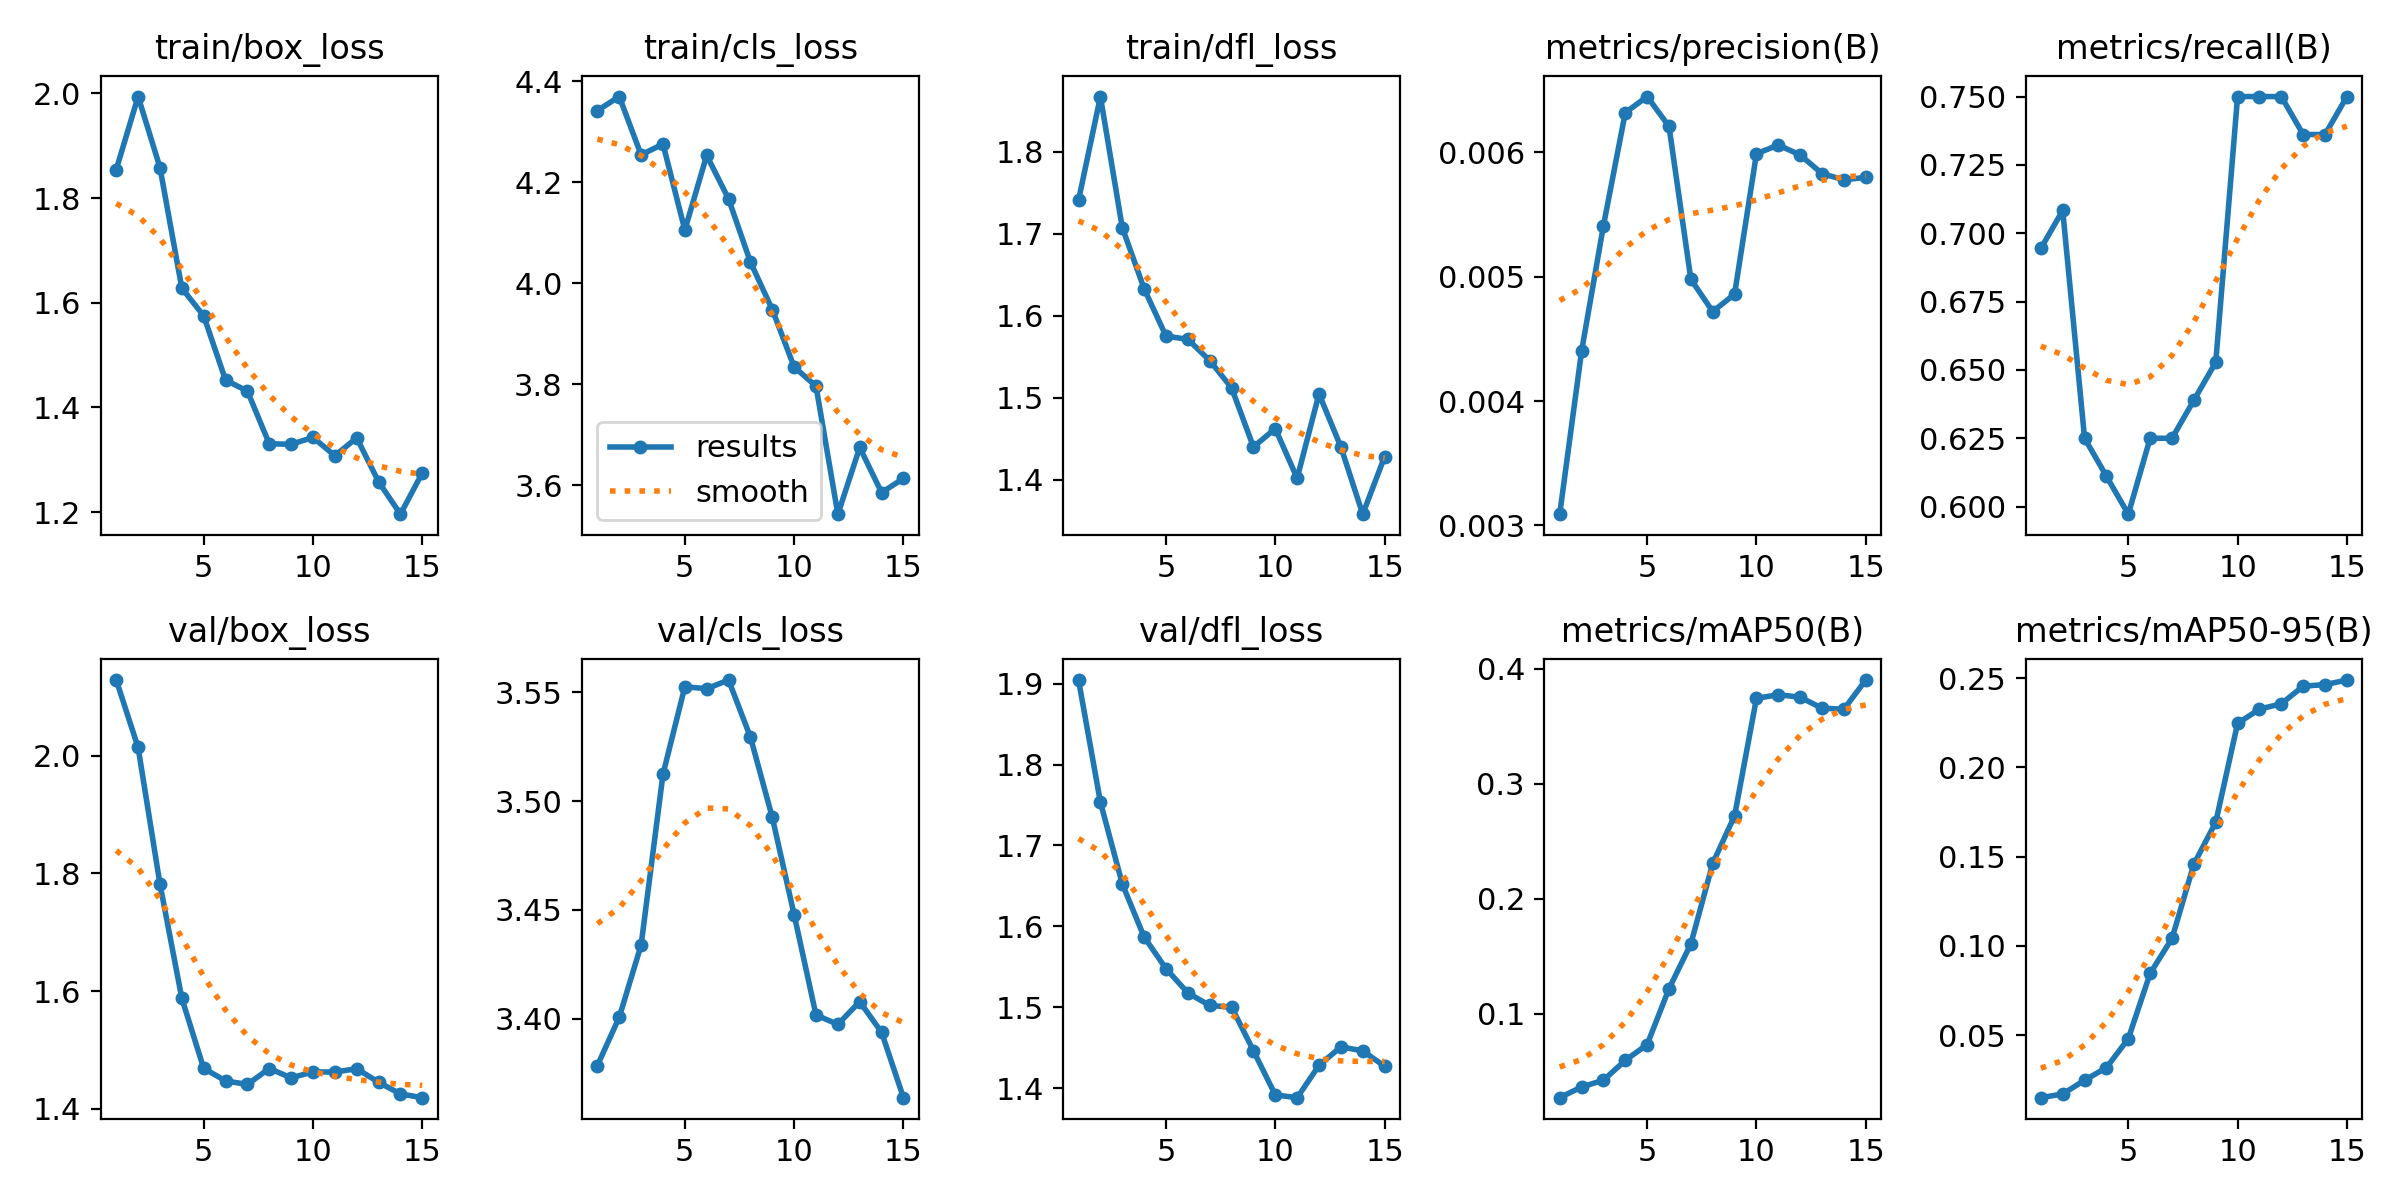 train/box_loss
train/cls_loss
train/dfl_loss
metrics/precision(B)
metrics/recall(B)
2.0
1.8
1.6
1.4
1.2
5 10 15
4.4
4.2
4.0
3.8
3.6
results
smooth
5 10 15
1.8
1.7
1.6
1.5
1.4
5 10 15
0.006
0.005
0.004
0.003
5 10 15
0.750
0.725
0.700
0.675
0.650
0.625
0.600
5 10 15
val/box_loss
val/cls_loss
val/dfl_loss
metrics/mAP50(B)
metrics/mAP50-95(B)
2.0
1.8
1.6
1.4
5 10 15
3.55
3.50
3.45
3.40
5 10 15
1.9
1.8
1.7
1.6
1.5
1.4
5 10 15
0.4
0.3
0.2
0.1
5 10 15
0.25
0.20
0.15
0.10
0.05
5 10 15